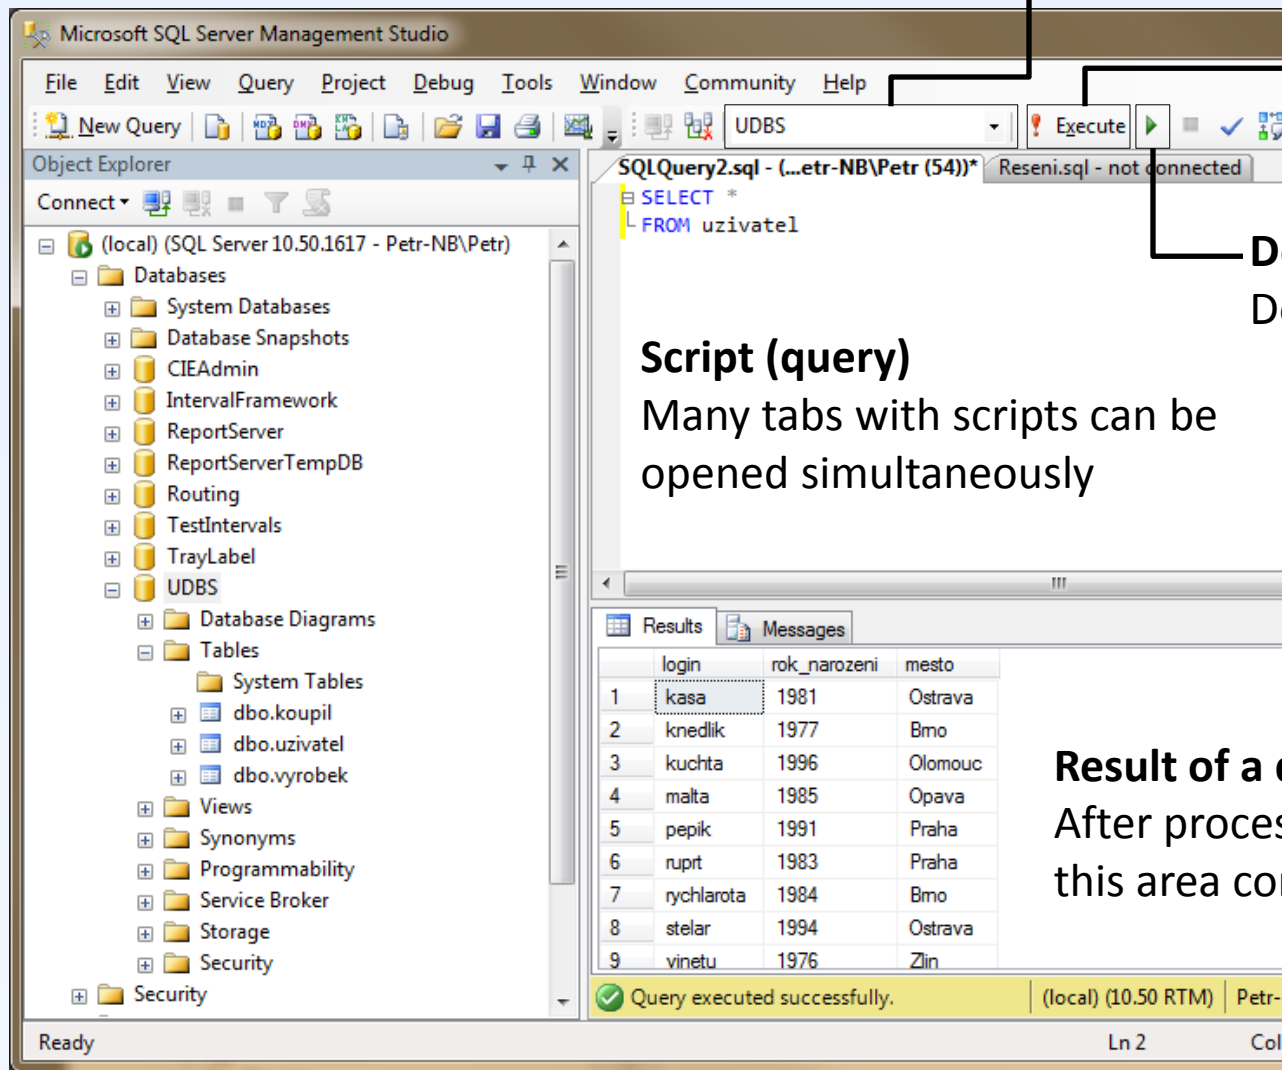 Microsoft SQL Server Management Studio
File Edit View Query Project Debug Tools Window Community Help
New Query UDBS Execute
Object Explorer
Connect
(local) (SQL Server 10.50.1617 - Petr-NB\Petr)
Databases
System Databases
Database Snapshots
CIEAdmin
IntervalFramework
ReportServer
ReportServerTempDB
Routing
TestIntervals
TrayLabel
UDBS
Database Diagrams
Tables
System Tables
dbo.koupil
dbo.uzivatel
dbo.vyrobek
Views
Synonyms
Programmability
Service Broker
Storage
Security
Security
SQLQuery2.sql - (...etr-NB\Petr (54))* Reseni.sql - not connected
SELECT *
FROM uzivatel
Script (query)
Many tabs with scripts can be
opened simultaneously
Results Messages
login rok_narozeni mesto
1 kasa 1981 Ostrava
2 knedlik 1977 Brno
3 kuchta 1996 Olomouc
4 malta 1985 Opava
5 pepik 1991 Praha
6 ruprt 1983 Praha
7 rychlarota 1984 Brno
8 stelar 1994 Ostrava
9 vinetu 1976 Zlin
Result of a
After
this area
Query executed successfully. (local) (10.50 RTM) Petr-
Ready Ln 2 Col